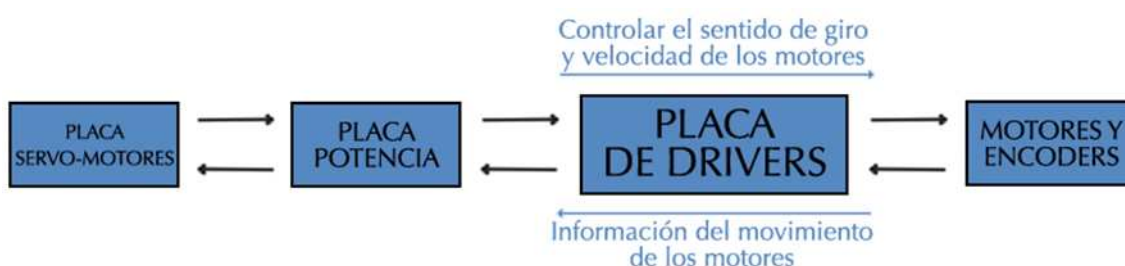 Controlar el sentido de giro
y velocidad de los motores
PLACA
SERVO-MOTORES
PLACA
POTENCIA
PLACA
DE DRIVERS
MOTORES Y
ENCODERS
Información del movimiento
de los motores